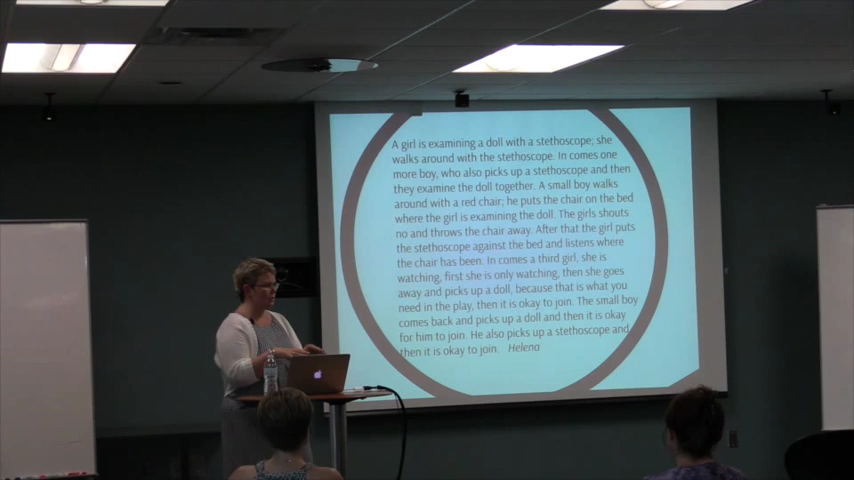 A girl is examining a doll with a stethoscope; she
walks around with the stethoscope. In comes one
more boy, who also picks up a stethoscope and then
they examine the doll together. A small boy walks
around with a red chair; he puts the chair on the bed
where the girl is examining the doll. The girls shouts
no and throws the chair away. After that the girl puts
the stethoscope against the bed and listens where
the chair has been. In comes a third girl, she is
watching, first she is only watching, then she goes
away and picks up a doll, because that is what you
need in the play, then it is okay to join. The small boy
comes back and picks up a doll and then it is okay
for him to join. He also picks up a stethoscope and
then it is okay to join. Helena